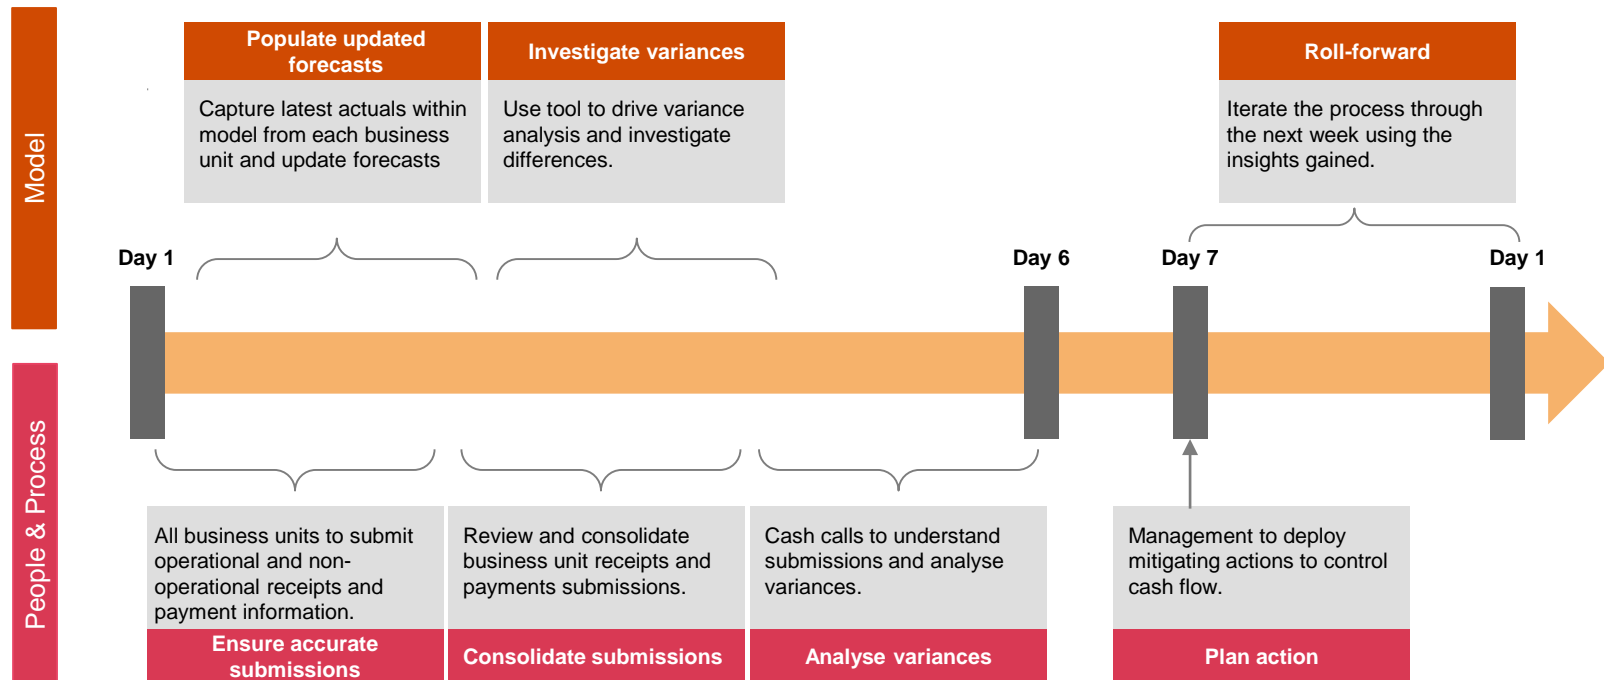 Model
Populate updated
forecasts
Capture latest actuals within
model from each business
unit and update forecasts
Investigate variances
Use tool to drive variance
analysis and investigate
differences.
Roll-forward
Iterate the process through
the next week using the
insights gained.
Day 1
Day 6
Day 7
Day 1
People & Process
All business units to submit
operational and non-
operational receipts and
payment information.
Ensure accurate
submissions
Review and consolidate
business unit receipts and
payments submissions.
Consolidate submissions
Cash calls to understand
submissions and analyse
variances.
Analyse variances
Management to deploy
mitigating actions to control
cash flow.
Plan action